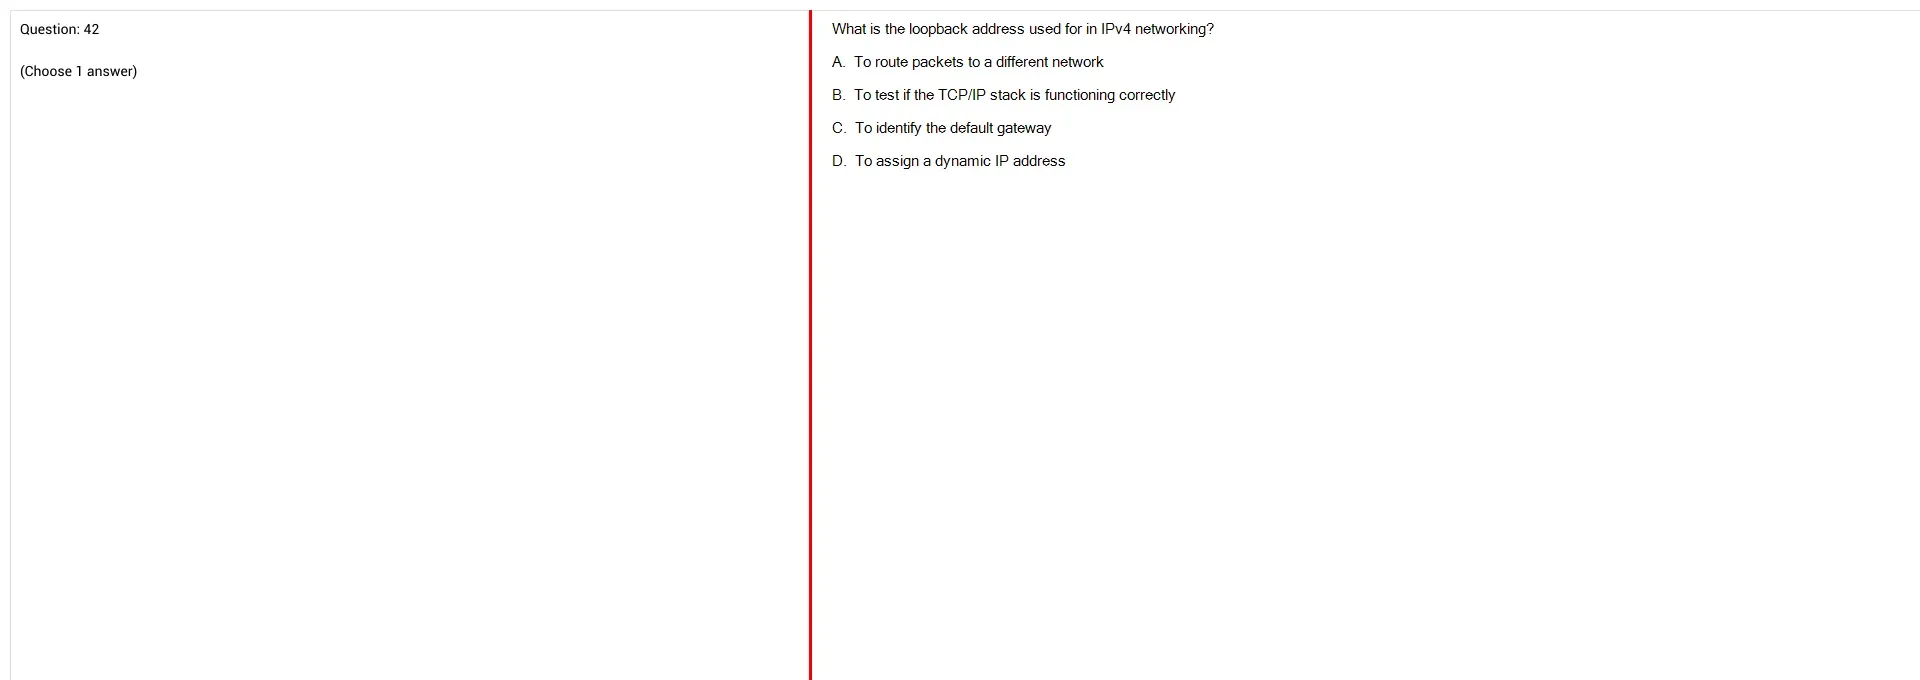 Question: 42
(Choose 1 answer)
What is the loopback address used for in IPv4 networking?
A. To route packets to a different network
B. To test if the TCP/IP stack is functioning correctly
C. To identify the default gateway
D. To assign a dynamic IP address